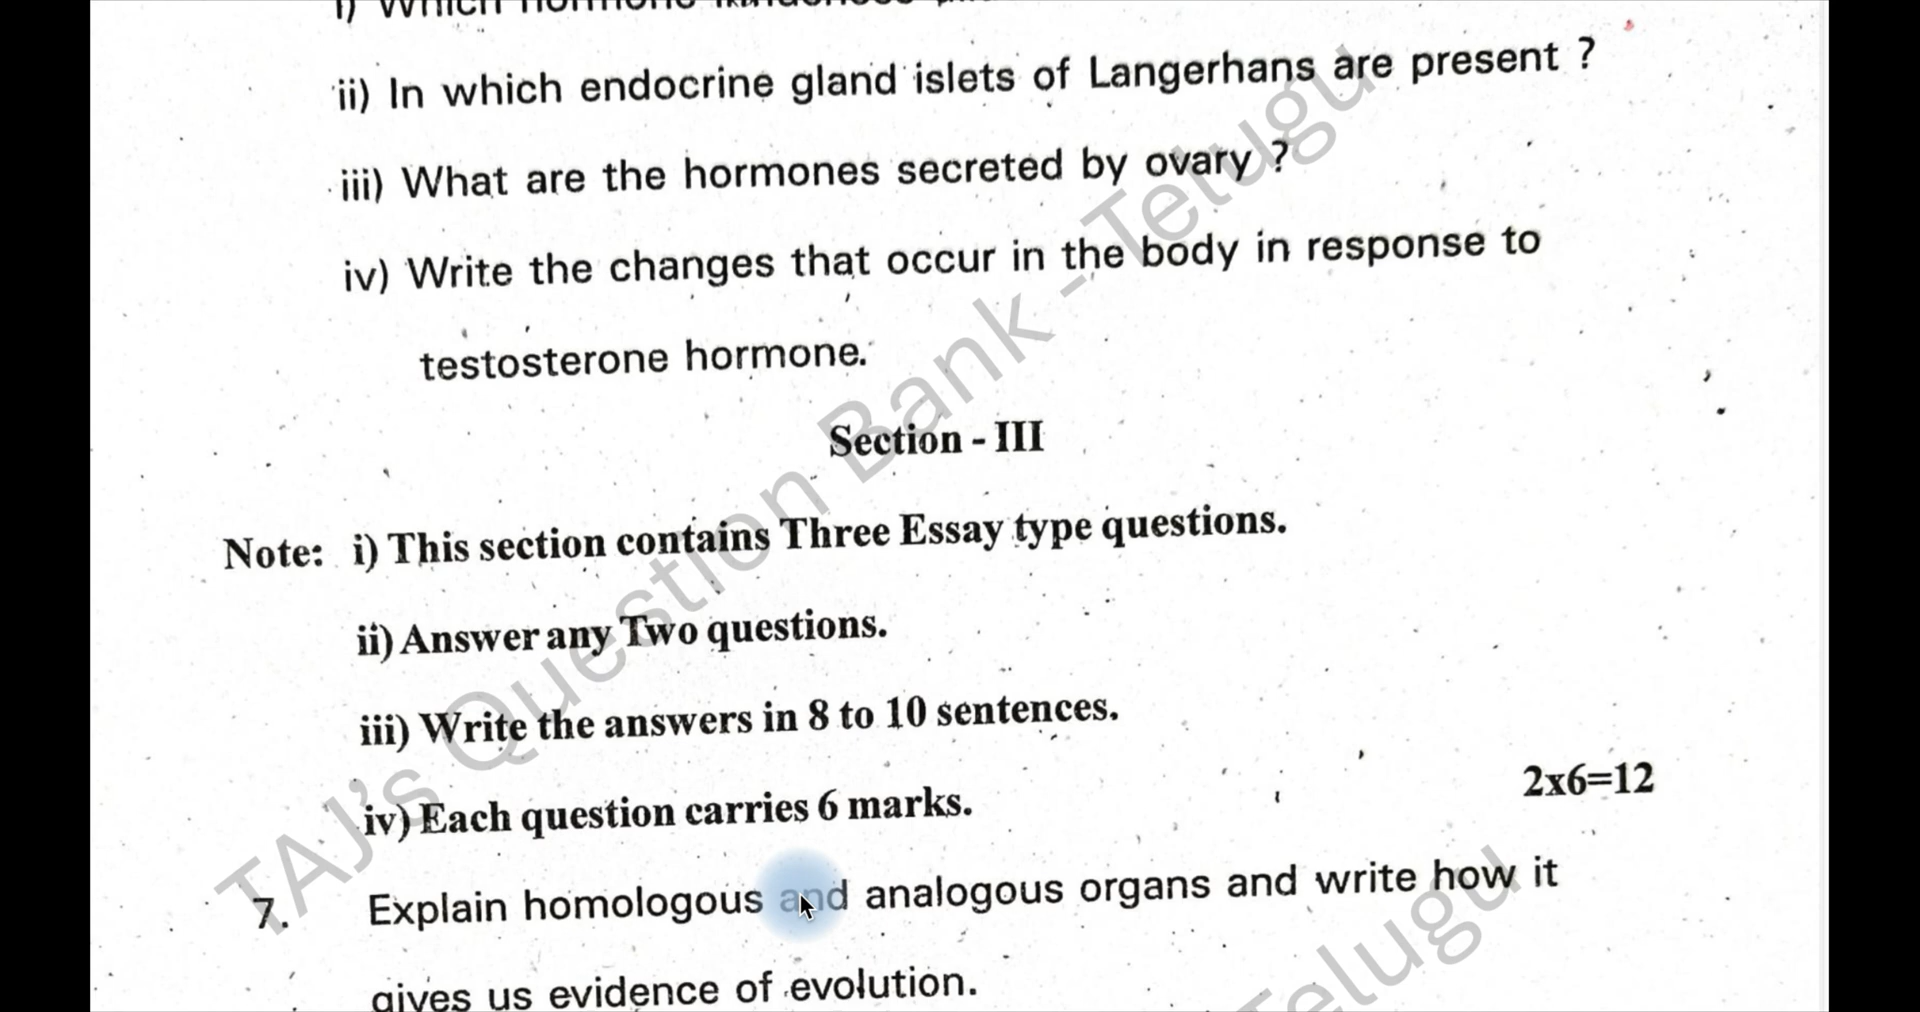 i) Which hormone
ii) In which endocrine gland islets of Langerhans are present ?
iii) What are the hormones secreted by ovary ?
iv) Write the changes that occur in the body in response to
testosterone hormone.
Section - III
Note: i) This section contains Three Essay type questions.
ii) Answer any Two questions.
iii) Write the answers in 8 to 10 sentences.
iv) Each question carries 6 marks.
2x6=12
7. Explain homologous and analogous organs and write how it
gives us evidence of evolution.
TAJ's Question Bank - Telugu
Telugu